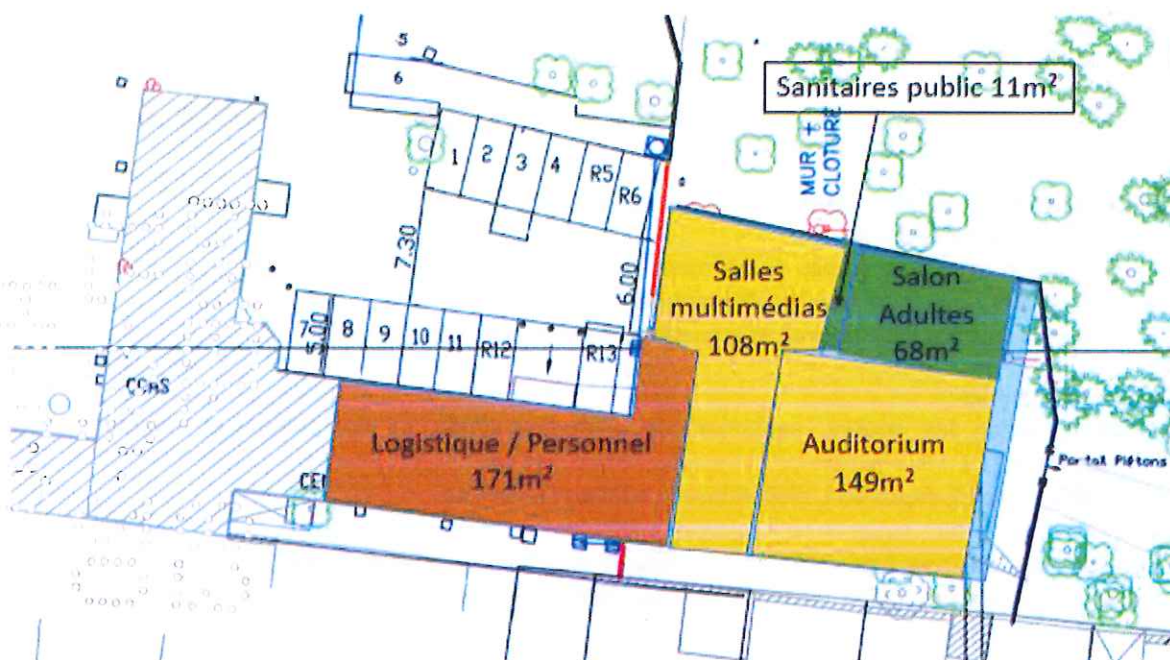 5
6
Sanitaires public 11m²
MUR +
CLOTURE
1
2
3
4
R5
R6
7.30
6.00
Salles
multimédias
108m²
Salon
Adultes
68m²
7
5.00
8
9
10
11
R12
R13
CCAS
Logistique / Personnel
171m²
Auditorium
149m²
Portail Piétons
CEI